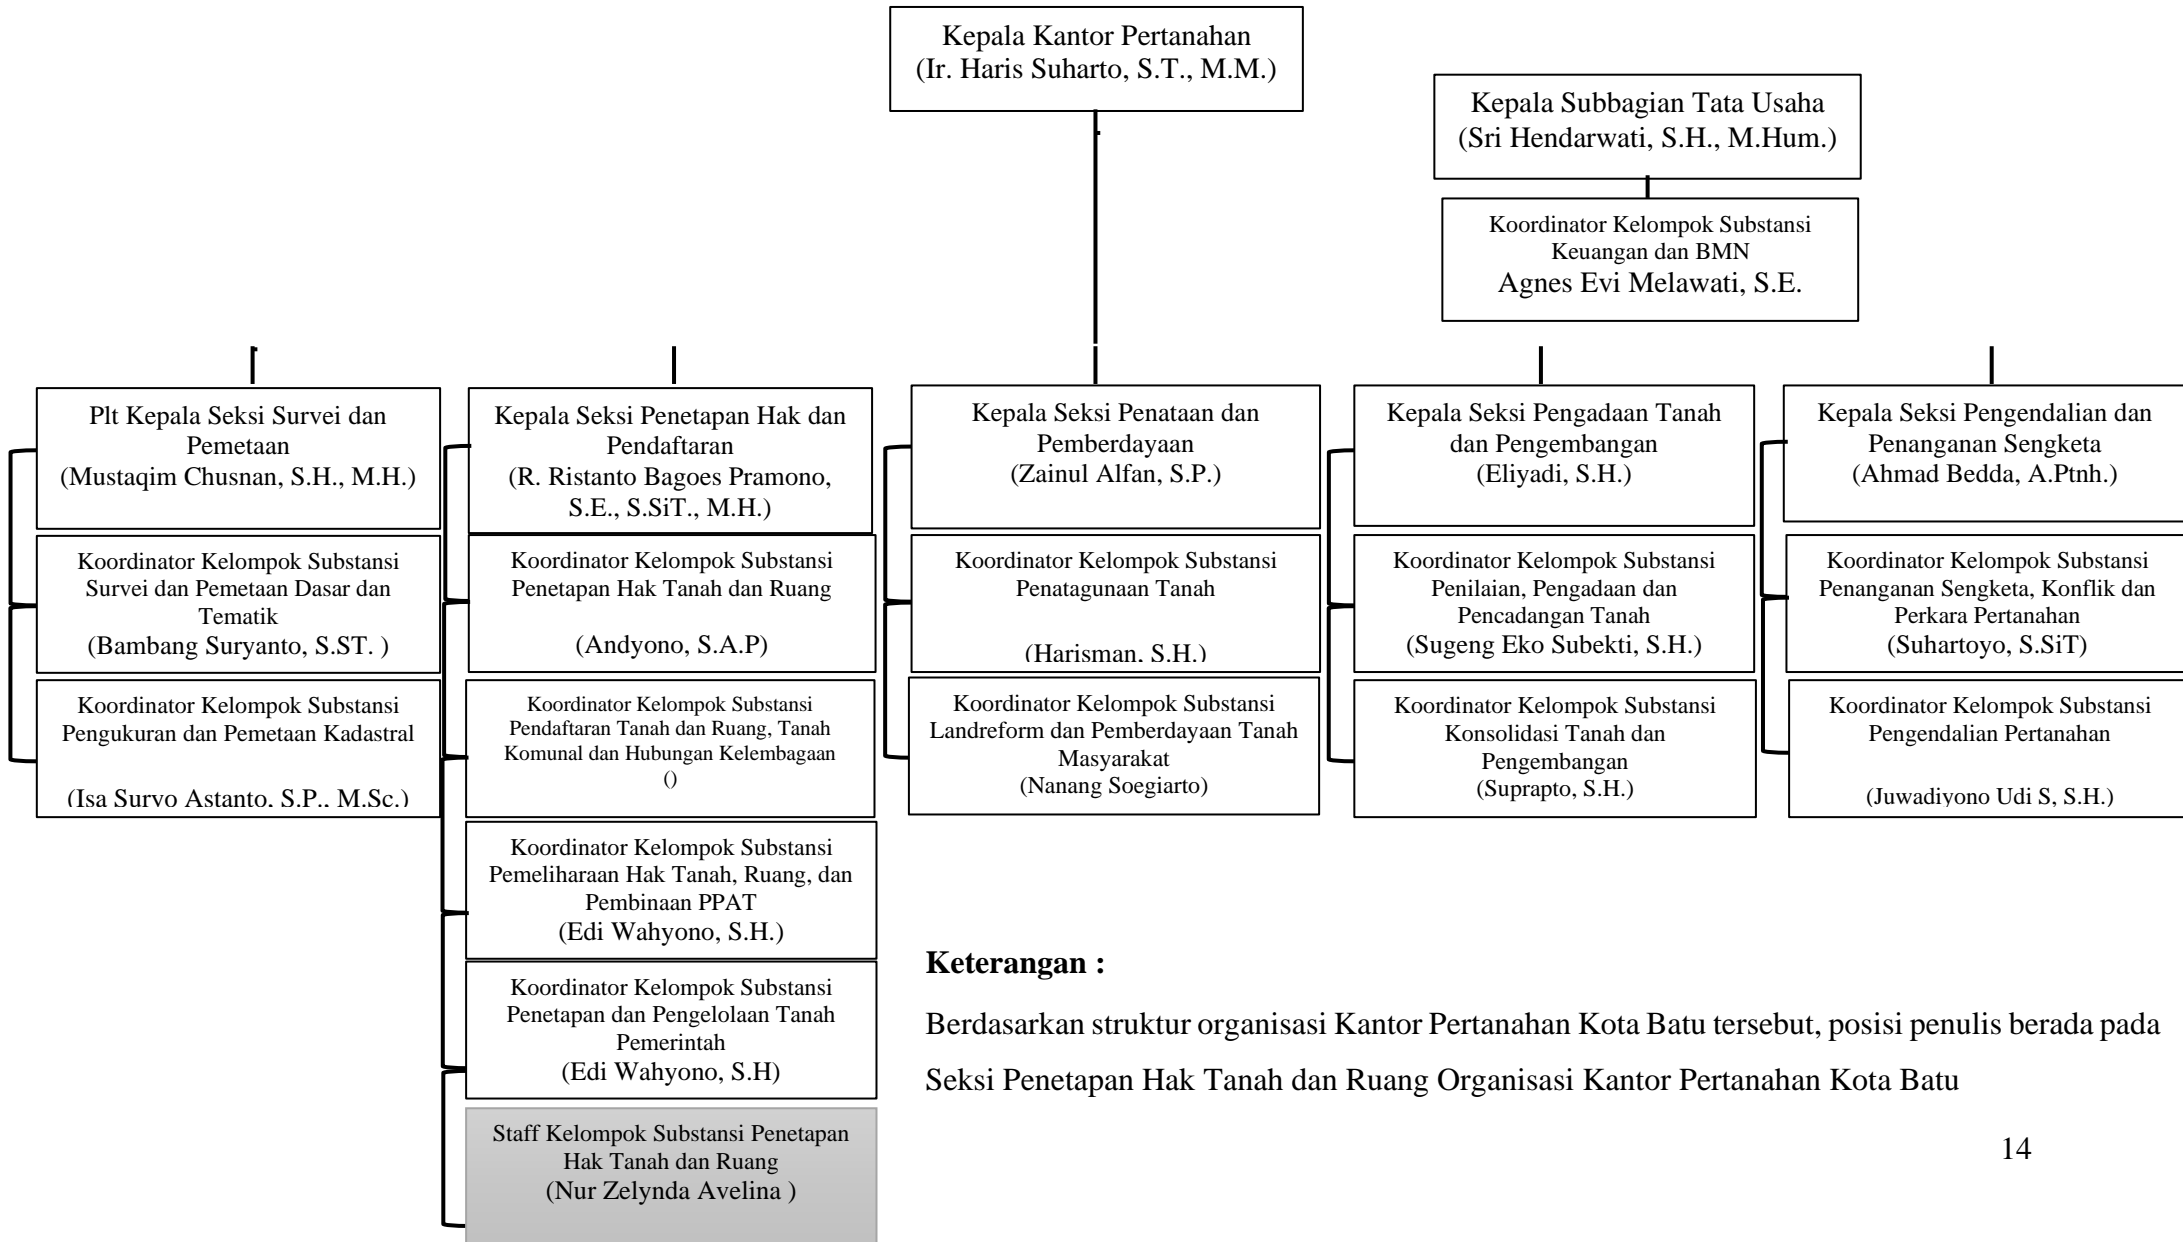 Kepala Kantor Pertanahan
(Ir. Haris Suharto, S.T., M.M.)
Kepala Subbagian Tata Usaha
(Sri Hendarwati, S.H., M.Hum.)
Koordinator Kelompok Substansi
Keuangan dan BMN
Agnes Evi Melawati, S.E.
Plt Kepala Seksi Survei dan
Pemetaan
(Mustaqim Chusnan, S.H., M.H.)
Koordinator Kelompok Substansi
Survei dan Pemetaan Dasar dan
Tematik
(Bambang Suryanto, S.ST. )
Koordinator Kelompok Substansi
Pengukuran dan Pemetaan Kadastral
(Isa Suryo Astanto, S.P., M.Sc.)
Kepala Seksi Penetapan Hak dan
Pendaftaran
(R. Ristanto Bagoes Pramono,
S.E., S.SiT., M.H.)
Koordinator Kelompok Substansi
Penetapan Hak Tanah dan Ruang
(Andyono, S.A.P)
Koordinator Kelompok Substansi
Pendaftaran Tanah dan Ruang, Tanah
Komunal dan Hubungan Kelembagaan
()
Koordinator Kelompok Substansi
Pemeliharaan Hak Tanah, Ruang, dan
Pembinaan PPAT
(Edi Wahyono, S.H.)
Koordinator Kelompok Substansi
Penetapan dan Pengelolaan Tanah
Pemerintah
(Edi Wahyono, S.H)
Staff Kelompok Substansi Penetapan
Hak Tanah dan Ruang
(Nur Zelynda Avelina )
Kepala Seksi Penataan dan
Pemberdayaan
(Zainul Alfan, S.P.)
Koordinator Kelompok Substansi
Penatagunaan Tanah
(Harisman, S.H.)
Koordinator Kelompok Substansi
Landreform dan Pemberdayaan Tanah
Masyarakat
(Nanang Soegiarto)
Kepala Seksi Pengadaan Tanah
dan Pengembangan
(Eliyadi, S.H.)
Koordinator Kelompok Substansi
Penilaian, Pengadaan dan
Pencadangan Tanah
(Sugeng Eko Subekti, S.H.)
Koordinator Kelompok Substansi
Konsolidasi Tanah dan
Pengembangan
(Suprapto, S.H.)
Kepala Seksi Pengendalian dan
Penanganan Sengketa
(Ahmad Bedda, A.Ptnh.)
Koordinator Kelompok Substansi
Penanganan Sengketa, Konflik dan
Perkara Pertanahan
(Suhartoyo, S.SiT)
Koordinator Kelompok Substansi
Pengendalian Pertanahan
(Juwadiyono Udi S, S.H.)
Keterangan :
Berdasarkan struktur organisasi Kantor Pertanahan Kota Batu tersebut, posisi penulis berada pada
Seksi Penetapan Hak Tanah dan Ruang Organisasi Kantor Pertanahan Kota Batu
14